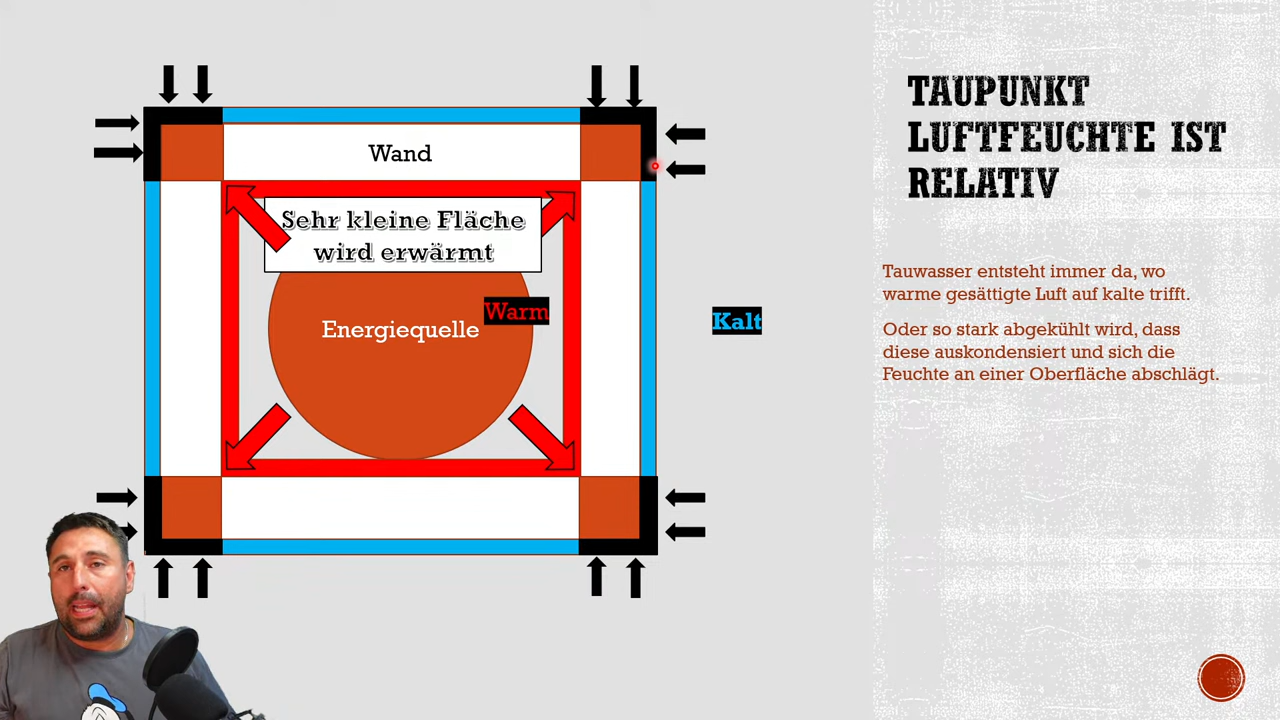 Wand
Sehr kleine Fläche
wird erwärmt
Warm
Energiequelle
Kalt
TAUPUNKT
LUFTFEUCHTE IST
RELATIV
Tauwasser entsteht immer da, wo
warme gesättigte Luft auf kalte trifft.
Oder so stark abgekühlt wird, dass
diese auskondensiert und sich die
Feuchte an einer Oberfläche abschlägt.